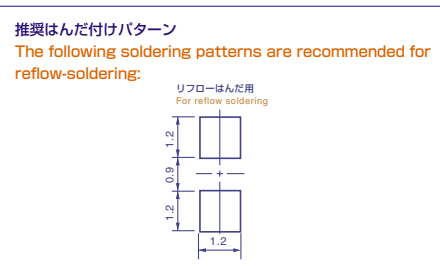 推奨はんだ付けパターン
The following soldering patterns are recommended for
reflow-soldering:
リフローはんだ用
For reflow soldering
1.2
0.9
1.2
1.2